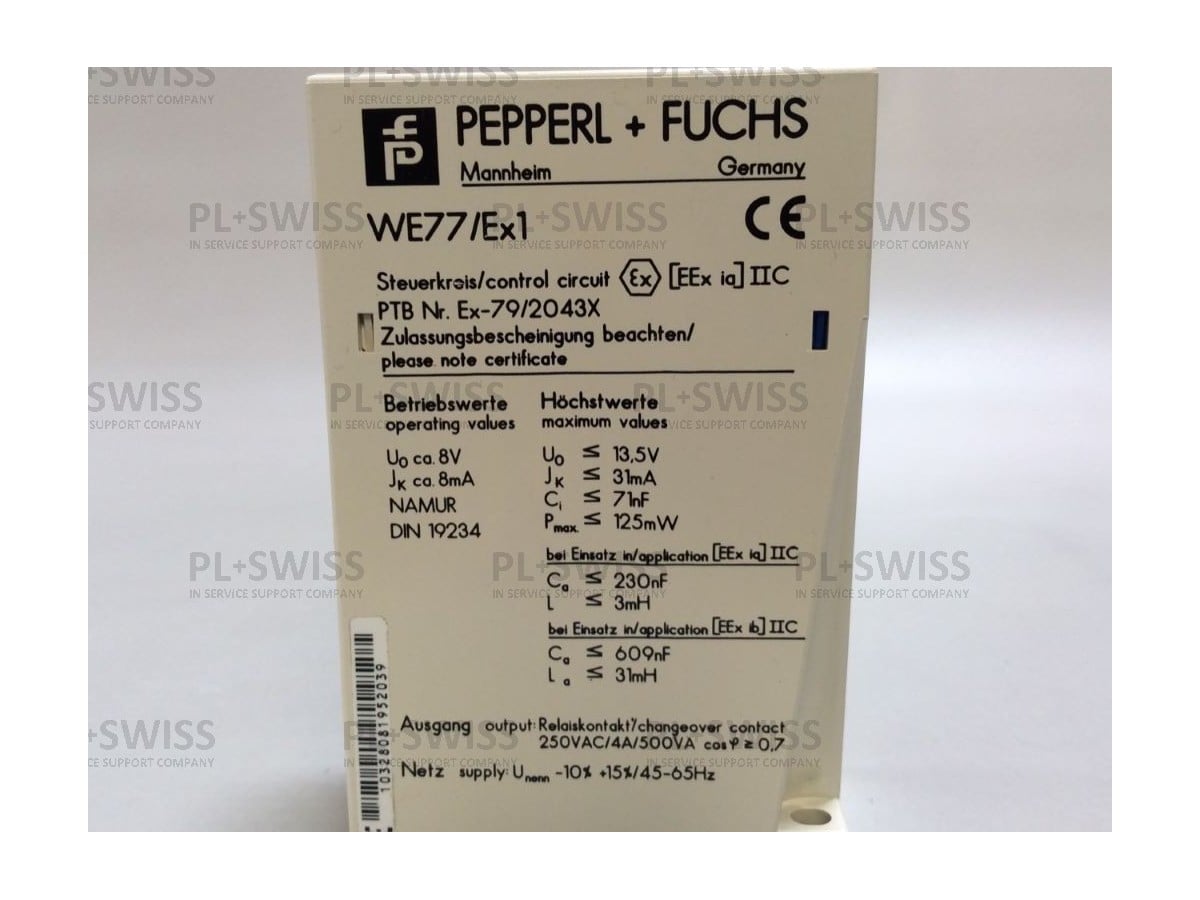 PEPPERL + FUCHS
Mannheim Germany
WE77/Ex1 CE
Steuerkreis/control circuit Ex [EEx ia] IIC
PTB Nr. Ex-79/2043X
Zulassungsbescheinigung beachten/
please note certificate
Betriebswerte
operating values
U₀ ca. 8V
Jₖ ca. 8mA
NAMUR
DIN 19234
Höchstwerte
maximum values
U₀ ≤ 13,5V
Jₖ ≤ 31mA
Cᵢ ≤ 71nF
Pmax. ≤ 125mW
bei Einsatz in/application [EEx ia] IIC
Ca ≤ 230nF
L ≤ 3mH
bei Einsatz in/application [EEx ib] IIC
Ca ≤ 609nF
La ≤ 31mH
Ausgang output: Relaiskontakt/changeover contact
250VAC/4A/500VA cosφ ≥ 0,7
Netz supply: Unenn -10% +15%/45-65Hz
10328081952039
PL+SWISS
IN SERVICE SUPPORT COMPANY